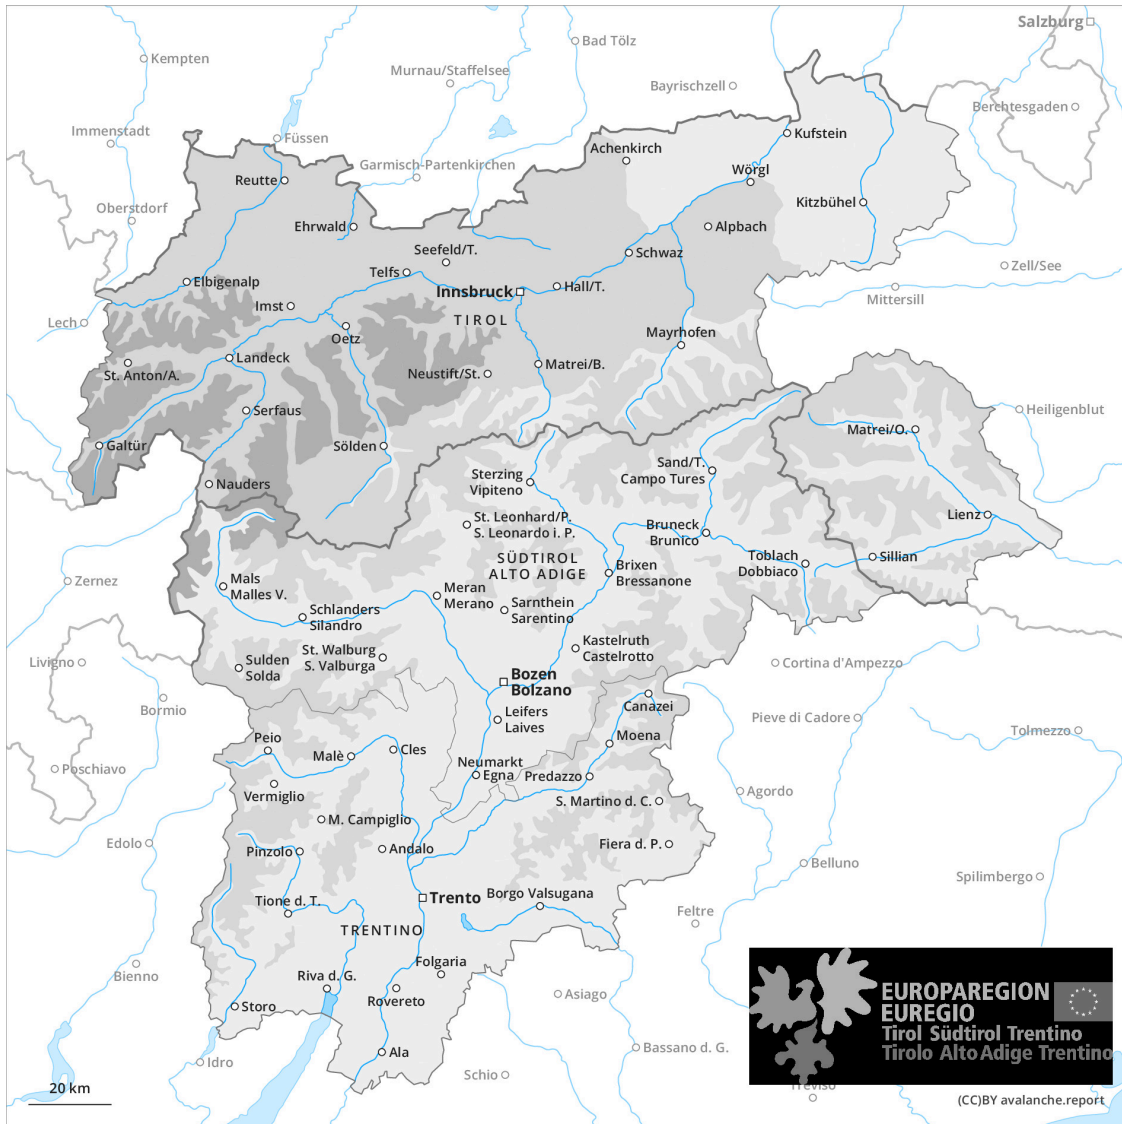 Salzburg
Bad Tölz
Kempten
Murnau/Staffelsee
Bayrischzell
Berchtesgaden
Immenstadt
Füssen
Kufstein
Achenkirch
Garmisch-Partenkirchen
Wörgl
Reutte
Kitzbühel
Oberstdorf
Ehrwald
Alpbach
Seefeld/T.
Schwaz
Zell/See
Telfs
Elbigenalp
Hall/T.
Innsbruck
Mittersill
Imst
TIROL
Lech
Oetz
Mayrhofen
Landeck
Matrei/B.
St. Anton/A.
Neustift/St.
Serfaus
Heiligenblut
Matrei/O.
Galtür
Sölden
Sand/T.
Campo Tures
Sterzing
Vipiteno
Nauders
St. Leonhard/P.
S. Leonardo i. P.
Lienz
Bruneck
Brunico
SÜDTIROL
ALTO ADIGE
Toblach
Dobbiaco
Sillian
Brixen
Bressanone
Zernez
Mals
Malles V.
Meran
Merano
Sarnthein
Sarentino
Schlanders
Silandro
Kastelruth
Castelrotto
St. Walburg
S. Valburga
Livigno
Sulden
Solda
Cortina d'Ampezzo
Bozen
Bolzano
Canazei
Bormio
Leifers
Laives
Pieve di Cadore
Tolmezzo
Moena
Peio
Cles
Malè
Neumarkt
Egna
Predazzo
Poschiavo
Vermiglio
Agordo
S. Martino d. C.
M. Campiglio
Edolo
Fiera d. P.
Pinzolo
Andalo
Belluno
Spilimbergo
Trento
Borgo Valsugana
Tione d. T.
Feltre
TRENTINO
Folgaria
Bienno
Riva d. G.
Rovereto
Asiago
Storo
EUROPAREGION
EUREGIO
Tirol Südtirol Trentino
Tirolo Alto Adige Trentino
Ala
Bassano d. G.
Idro
Schio
Treviso
20 km
(CC)BY avalanche.report